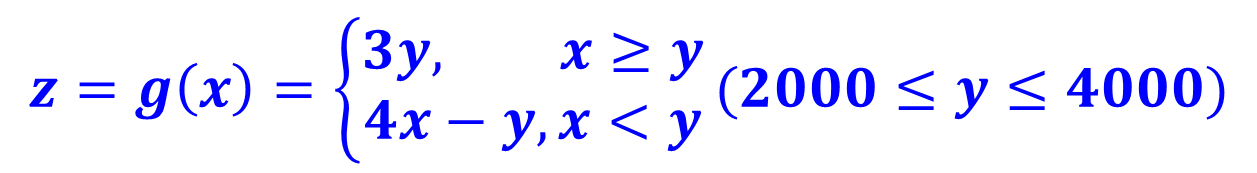 z = g(x) = { 3y, x ≥ y
4x − y, x < y (2000 ≤ y ≤ 4000)